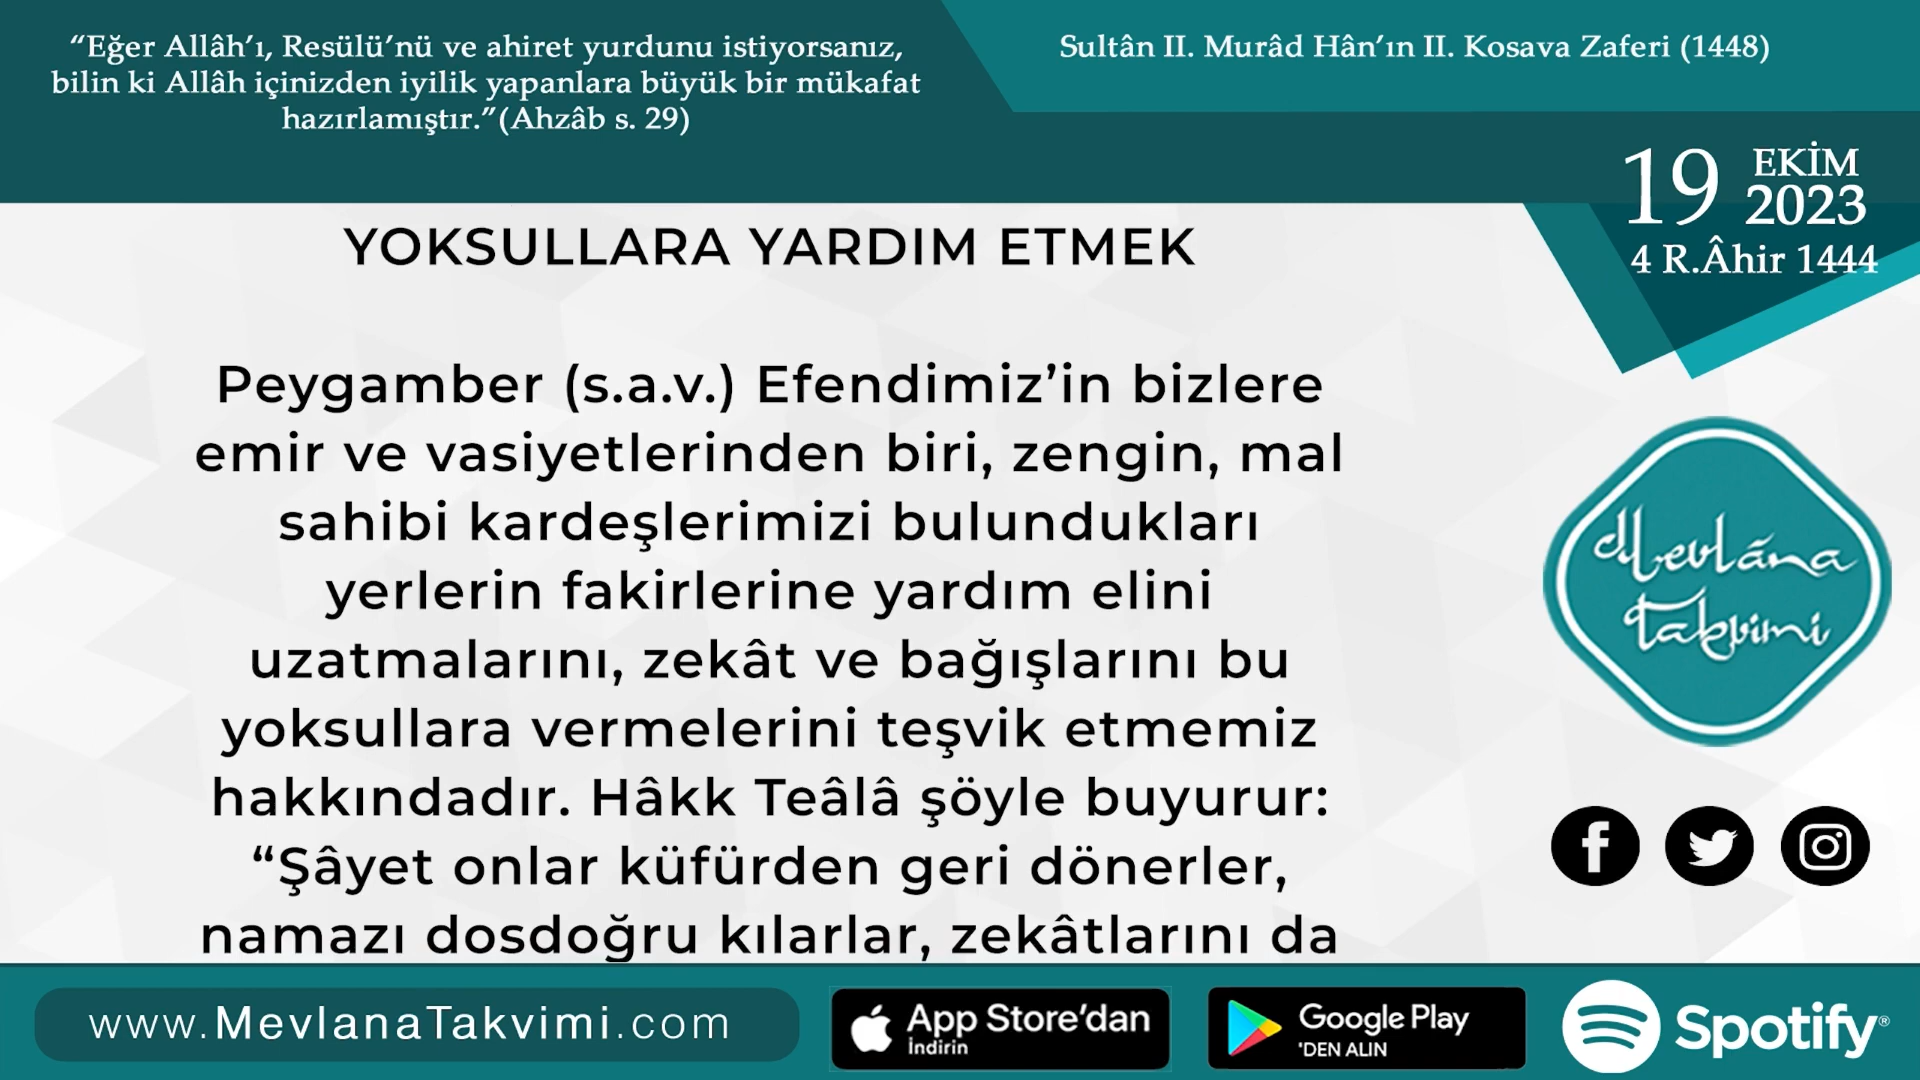 “Eğer Allâh’ı, Resülü’nü ve ahiret yurdunu istiyorsanız,
bilin ki Allâh içinizden iyilik yapanlara büyük bir mükafat
hazırlamıştır.”(Ahzâb s. 29)
Sultân II. Murâd Hân’ın II. Kosava Zaferi (1448)
19 EKİM
2023
4 R.Âhir 1444
YOKSULLARA YARDIM ETMEK
Peygamber (s.a.v.) Efendimiz’in bizlere
emir ve vasiyetlerinden biri, zengin, mal
sahibi kardeşlerimizi bulundukları
yerlerin fakirlerine yardım elini
uzatmalarını, zekât ve bağışlarını bu
yoksullara vermelerini teşvik etmemiz
hakkındadır. Hâkk Teâlâ şöyle buyurur:
“Şâyet onlar küfürden geri dönerler,
namazı dosdoğru kılarlar, zekâtlarını da
Mevlâna
Takvimi
www.MevlanaTakvimi.com
App Store’dan
İndirin
Google Play
'DEN ALIN
Spotify®